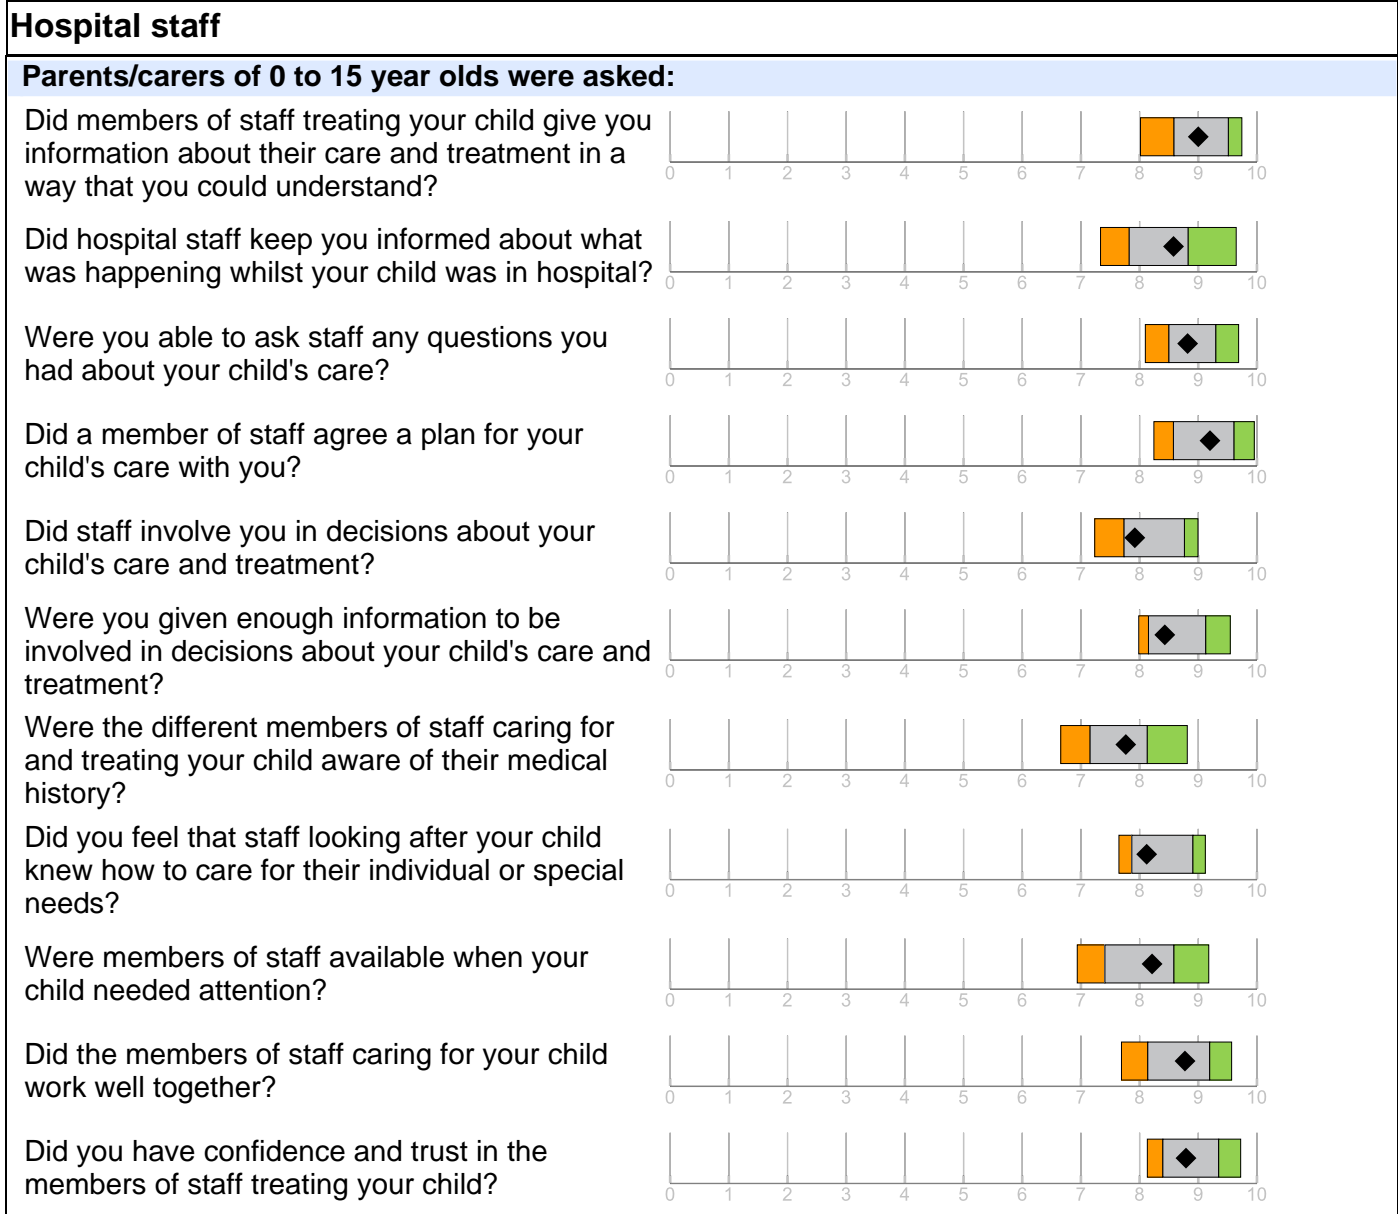 Hospital staff
Parents/carers of 0 to 15 year olds were asked:
Did members of staff treating your child give you
information about their care and treatment in a
way that you could understand?
0 1 2 3 4 5 6 7 8 9 10
Did hospital staff keep you informed about what
was happening whilst your child was in hospital?
0 1 2 3 4 5 6 7 8 9 10
Were you able to ask staff any questions you
had about your child's care?
0 1 2 3 4 5 6 7 8 9 10
Did a member of staff agree a plan for your
child's care with you?
0 1 2 3 4 5 6 7 8 9 10
Did staff involve you in decisions about your
child's care and treatment?
0 1 2 3 4 5 6 7 8 9 10
Were you given enough information to be
involved in decisions about your child's care and
treatment?
0 1 2 3 4 5 6 7 8 9 10
Were the different members of staff caring for
and treating your child aware of their medical
history?
0 1 2 3 4 5 6 7 8 9 10
Did you feel that staff looking after your child
knew how to care for their individual or special
needs?
0 1 2 3 4 5 6 7 8 9 10
Were members of staff available when your
child needed attention?
0 1 2 3 4 5 6 7 8 9 10
Did the members of staff caring for your child
work well together?
0 1 2 3 4 5 6 7 8 9 10
Did you have confidence and trust in the
members of staff treating your child?
0 1 2 3 4 5 6 7 8 9 10